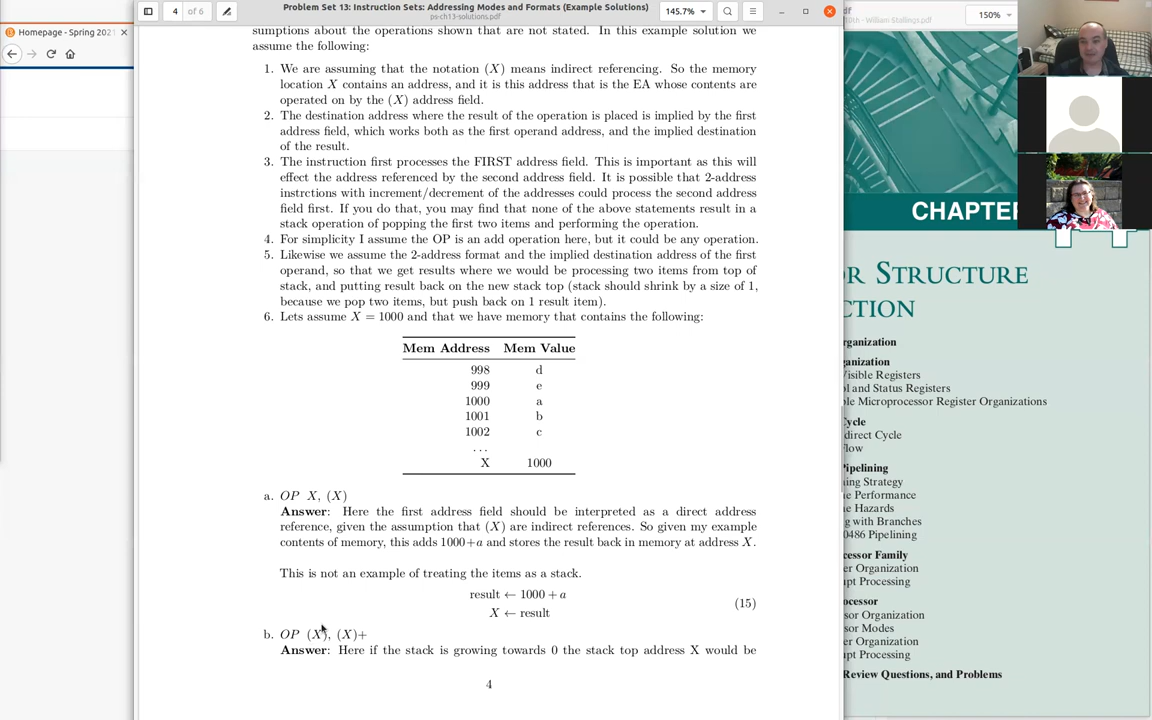 Homepage - Spring 2021
4 of 6
Problem Set 13: Instruction Sets: Addressing Modes and Formats (Example Solutions)
ps-ch13-solutions.pdf
145.7%
10th - William Stallings.pdf
150%
sumptions about the operations shown that are not stated. In this example solution we
assume the following:
1. We are assuming that the notation (X) means indirect referencing. So the memory
location X contains an address, and it is this address that is the EA whose contents are
operated on by the (X) address field.
2. The destination address where the result of the operation is placed is implied by the first
address field, which works both as the first operand address, and the implied destination
of the result.
3. The instruction first processes the FIRST address field. This is important as this will
effect the address referenced by the second address field. It is possible that 2-address
instrctions with increment/decrement of the addresses could process the second address
field first. If you do that, you may find that none of the above statements result in a
stack operation of popping the first two items and performing the operation.
4. For simplicity I assume the OP is an add operation here, but it could be any operation.
5. Likewise we assume the 2-address format and the implied destination address of the first
operand, so that we get results where we would be processing two items from top of
stack, and putting result back on the new stack top (stack should shrink by a size of 1,
because we pop two items, but push back on 1 result item).
6. Lets assume X = 1000 and that we have memory that contains the following:
Mem Address Mem Value
998 d
999 e
1000 a
1001 b
1002 c
...
X 1000
a. OP X, (X)
Answer: Here the first address field should be interpreted as a direct address
reference, given the assumption that (X) are indirect references. So given my example
contents of memory, this adds 1000+a and stores the result back in memory at address X.
This is not an example of treating the items as a stack.
result ← 1000 + a
X ← result
(15)
b. OP (X), (X)+
Answer: Here if the stack is growing towards 0 the stack top address X would be
4
CHAPTE
R STRUCTURE
CTION
rganization
ganization
Visible Registers
ol and Status Registers
ple Microprocessor Register Organizations
Cycle
direct Cycle
Flow
Pipelining
ning Strategy
ne Performance
ne Hazards
g with Branches
0486 Pipelining
ocessor Family
er Organization
upt Processing
ocessor
sor Organization
sor Modes
er Organization
upt Processing
Review Questions, and Problems